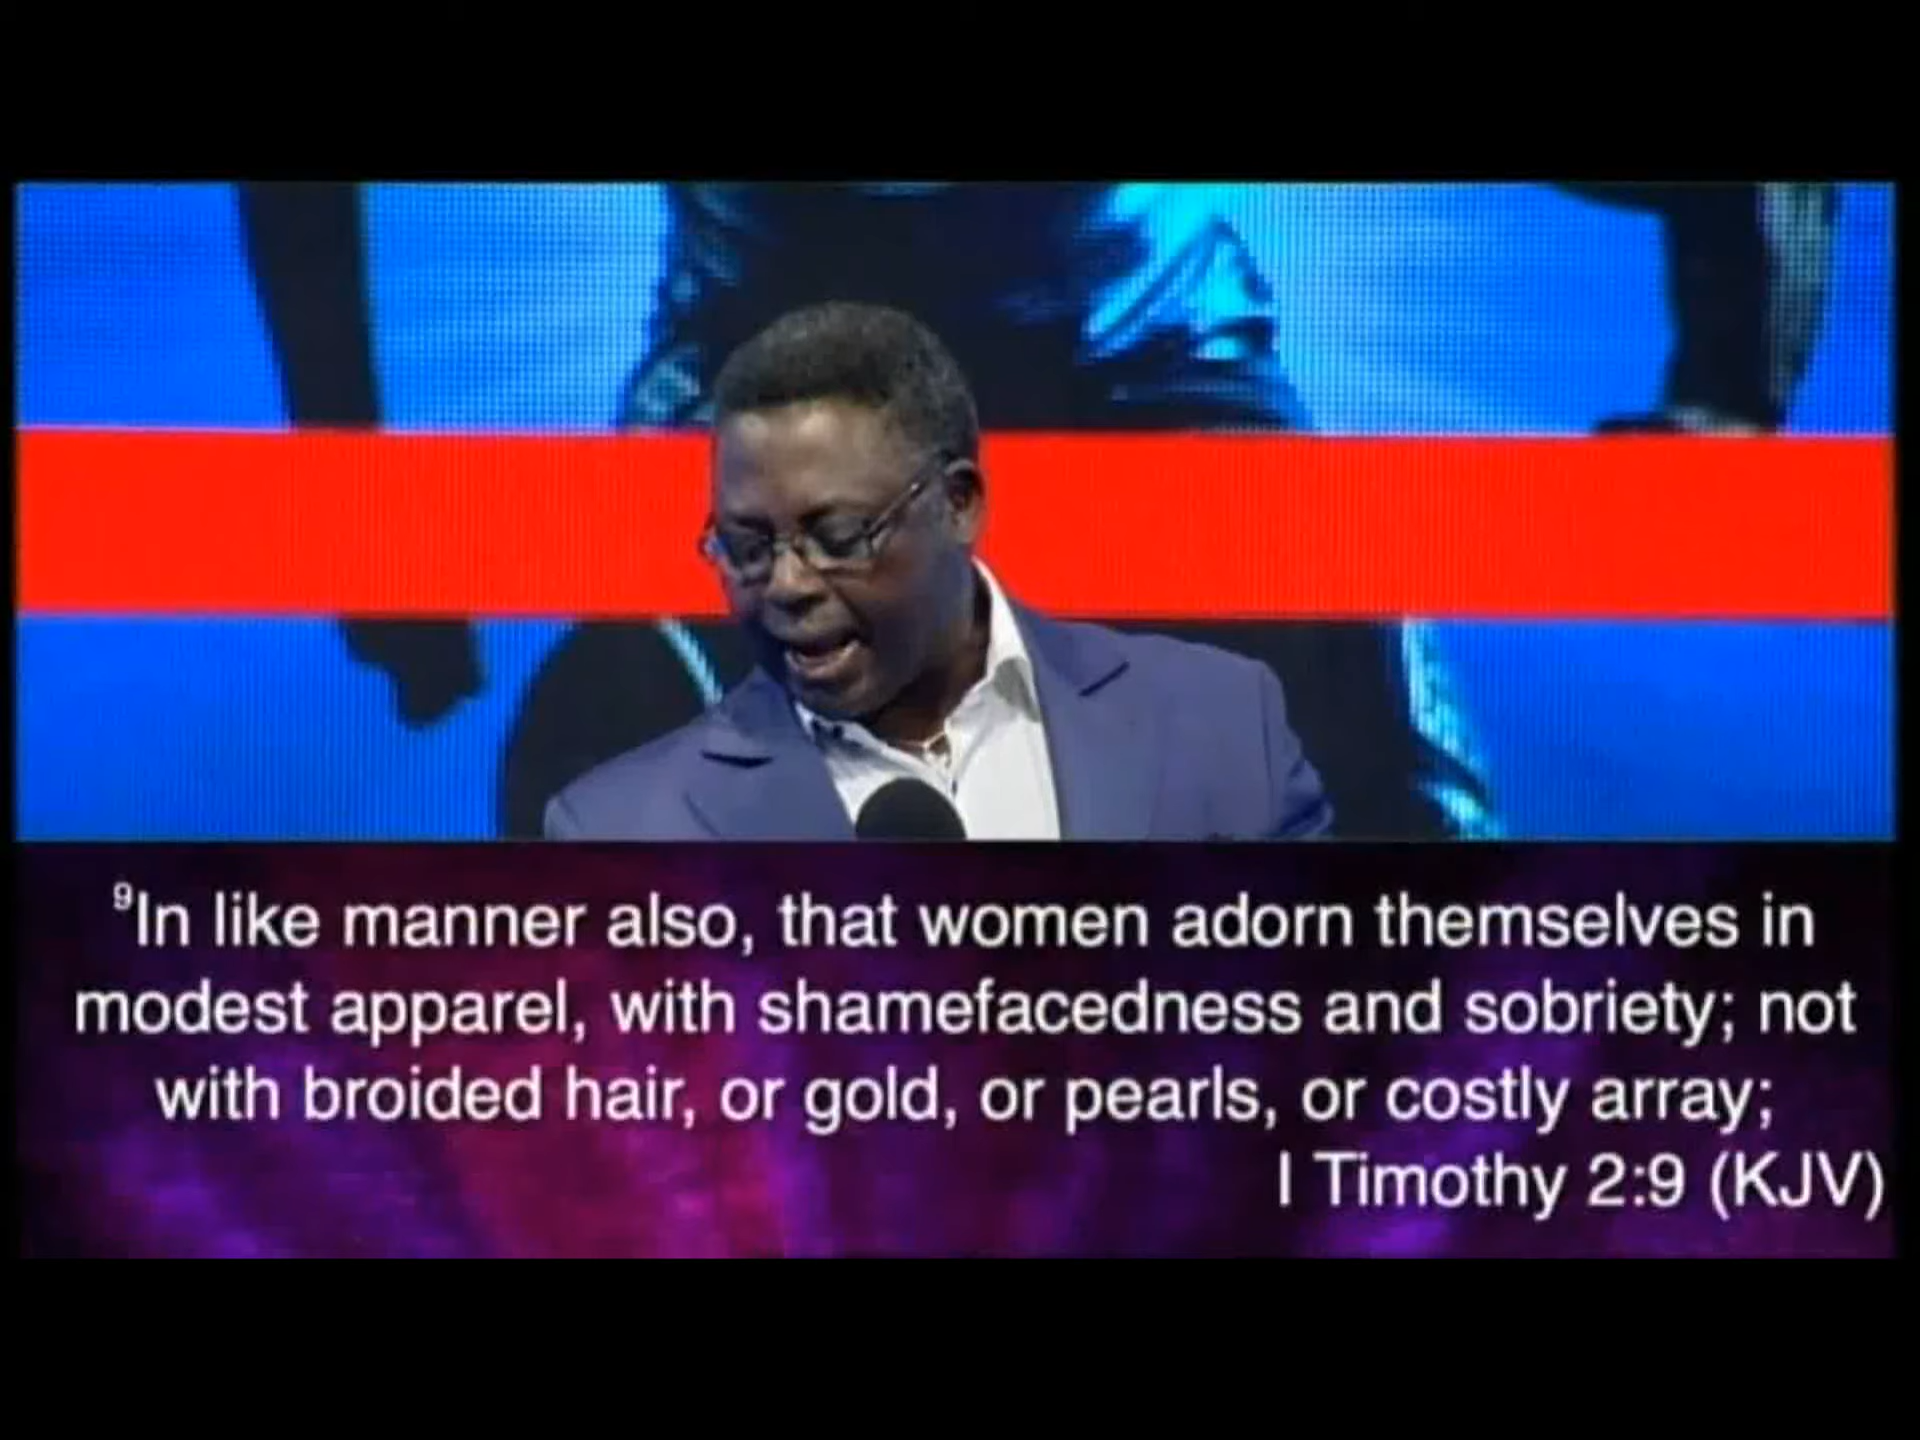 ⁹In like manner also, that women adorn themselves in
modest apparel, with shamefacedness and sobriety; not
with broided hair, or gold, or pearls, or costly array;
I Timothy 2:9 (KJV)